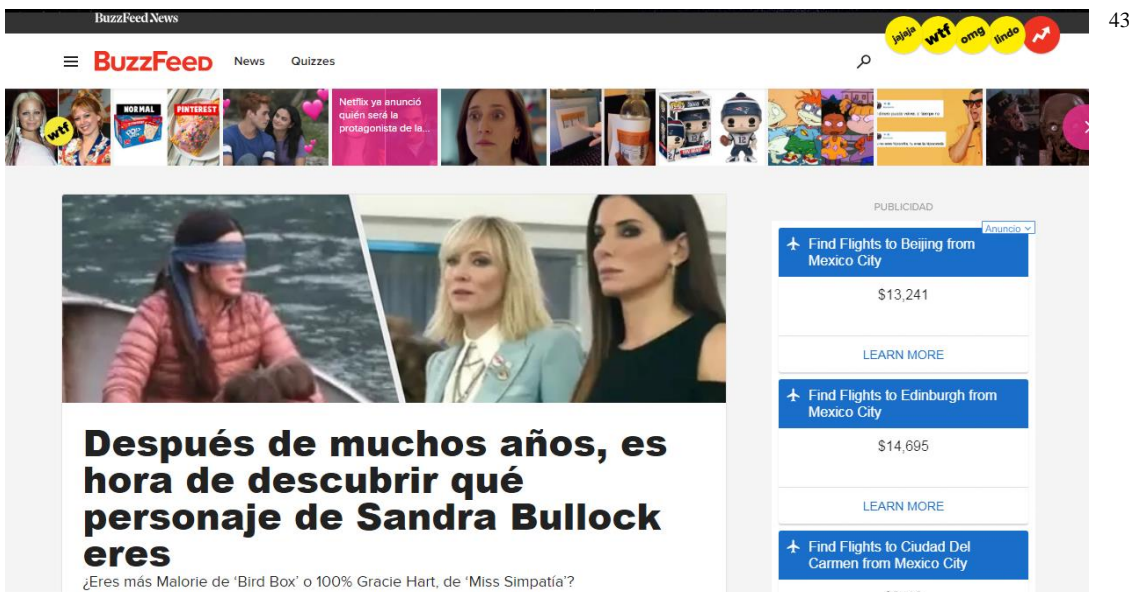 43
BuzzFeed News
jajaja
wtf
omg
lindo
BuzzFeed
News
Quizzes
wtf
NORMAL
PINTEREST
Netflix ya anunció
quién será la
protagonista de la...
PUBLICIDAD
Anuncio
Find Flights to Beijing from
Mexico City
$13,241
LEARN MORE
Find Flights to Edinburgh from
Mexico City
$14,695
LEARN MORE
Find Flights to Ciudad Del
Carmen from Mexico City
Después de muchos años, es
hora de descubrir qué
personaje de Sandra Bullock
eres
¿Eres más Malorie de ‘Bird Box’ o 100% Gracie Hart, de ‘Miss Simpatía’?